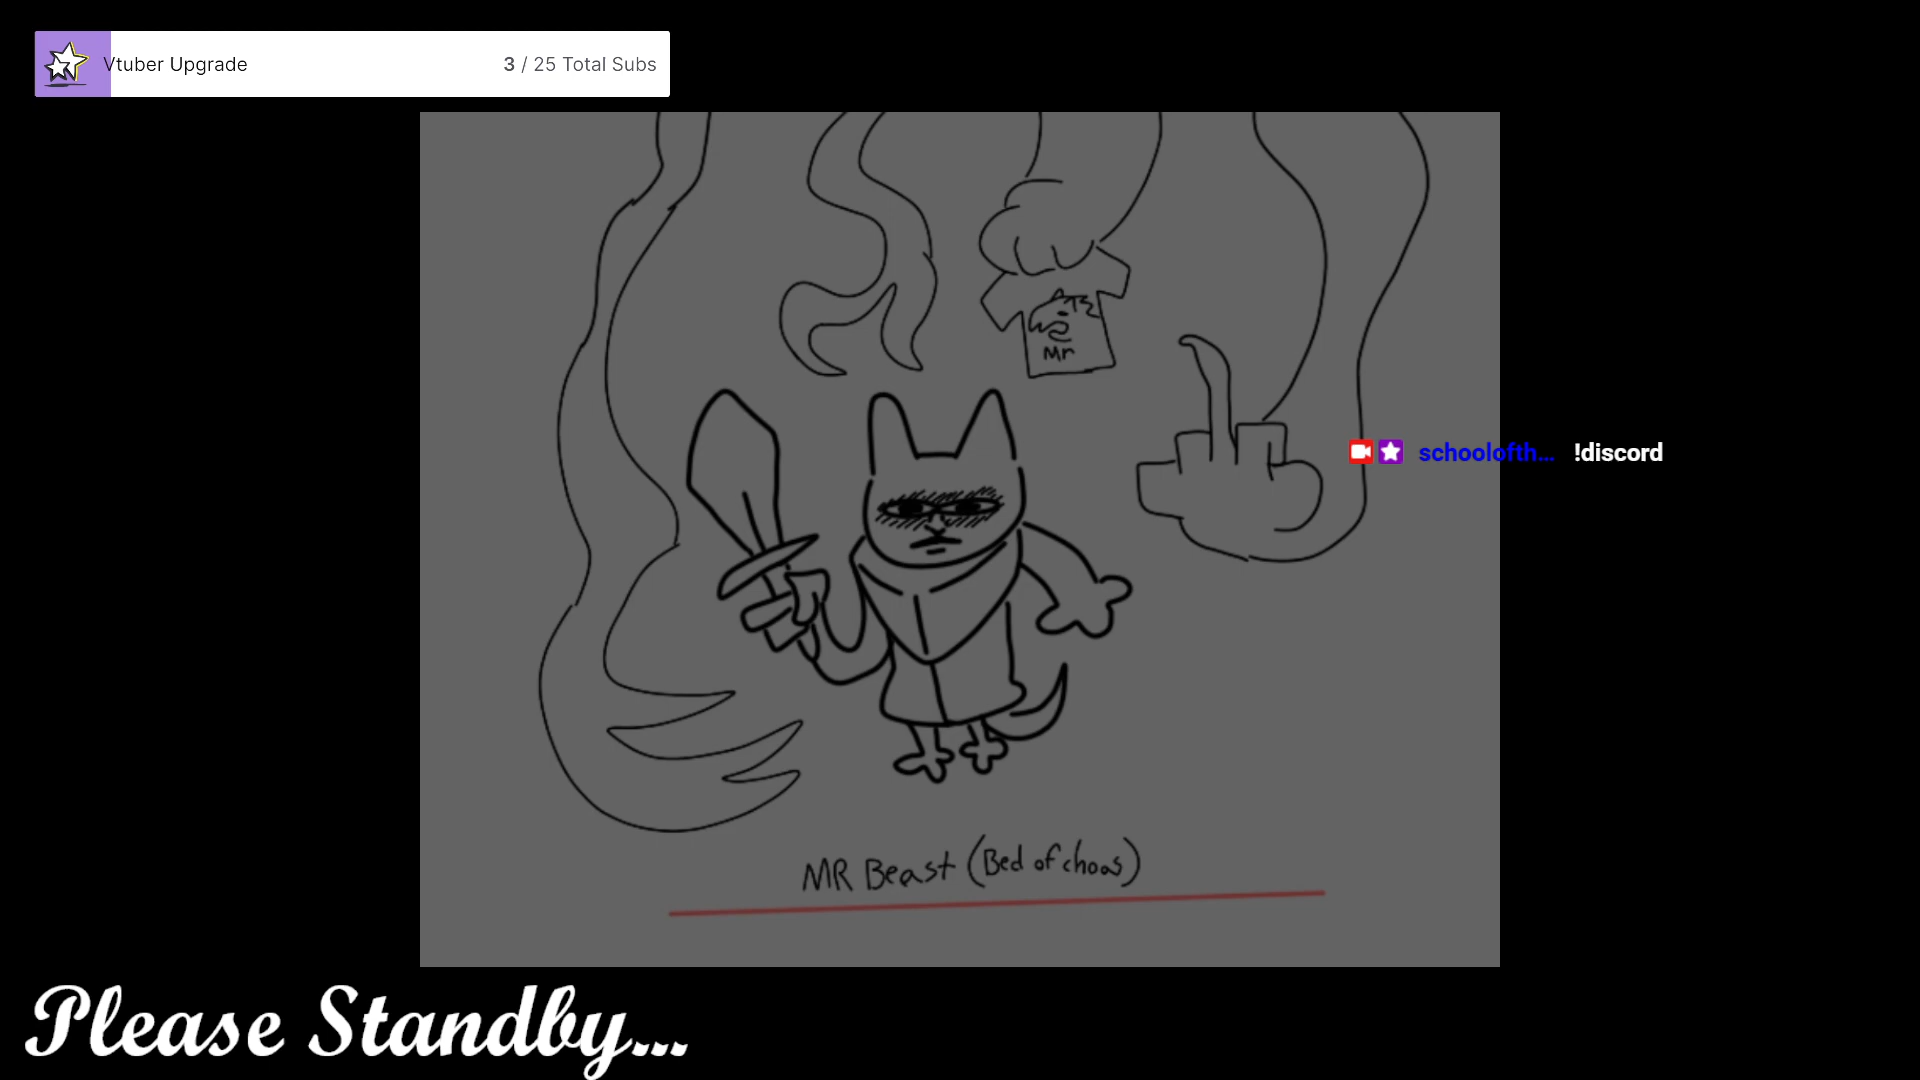 Vtuber Upgrade 3 / 25 Total Subs
Mr
schoolofth... !discord
MR Beast (Bed of choas)
Please Standby...